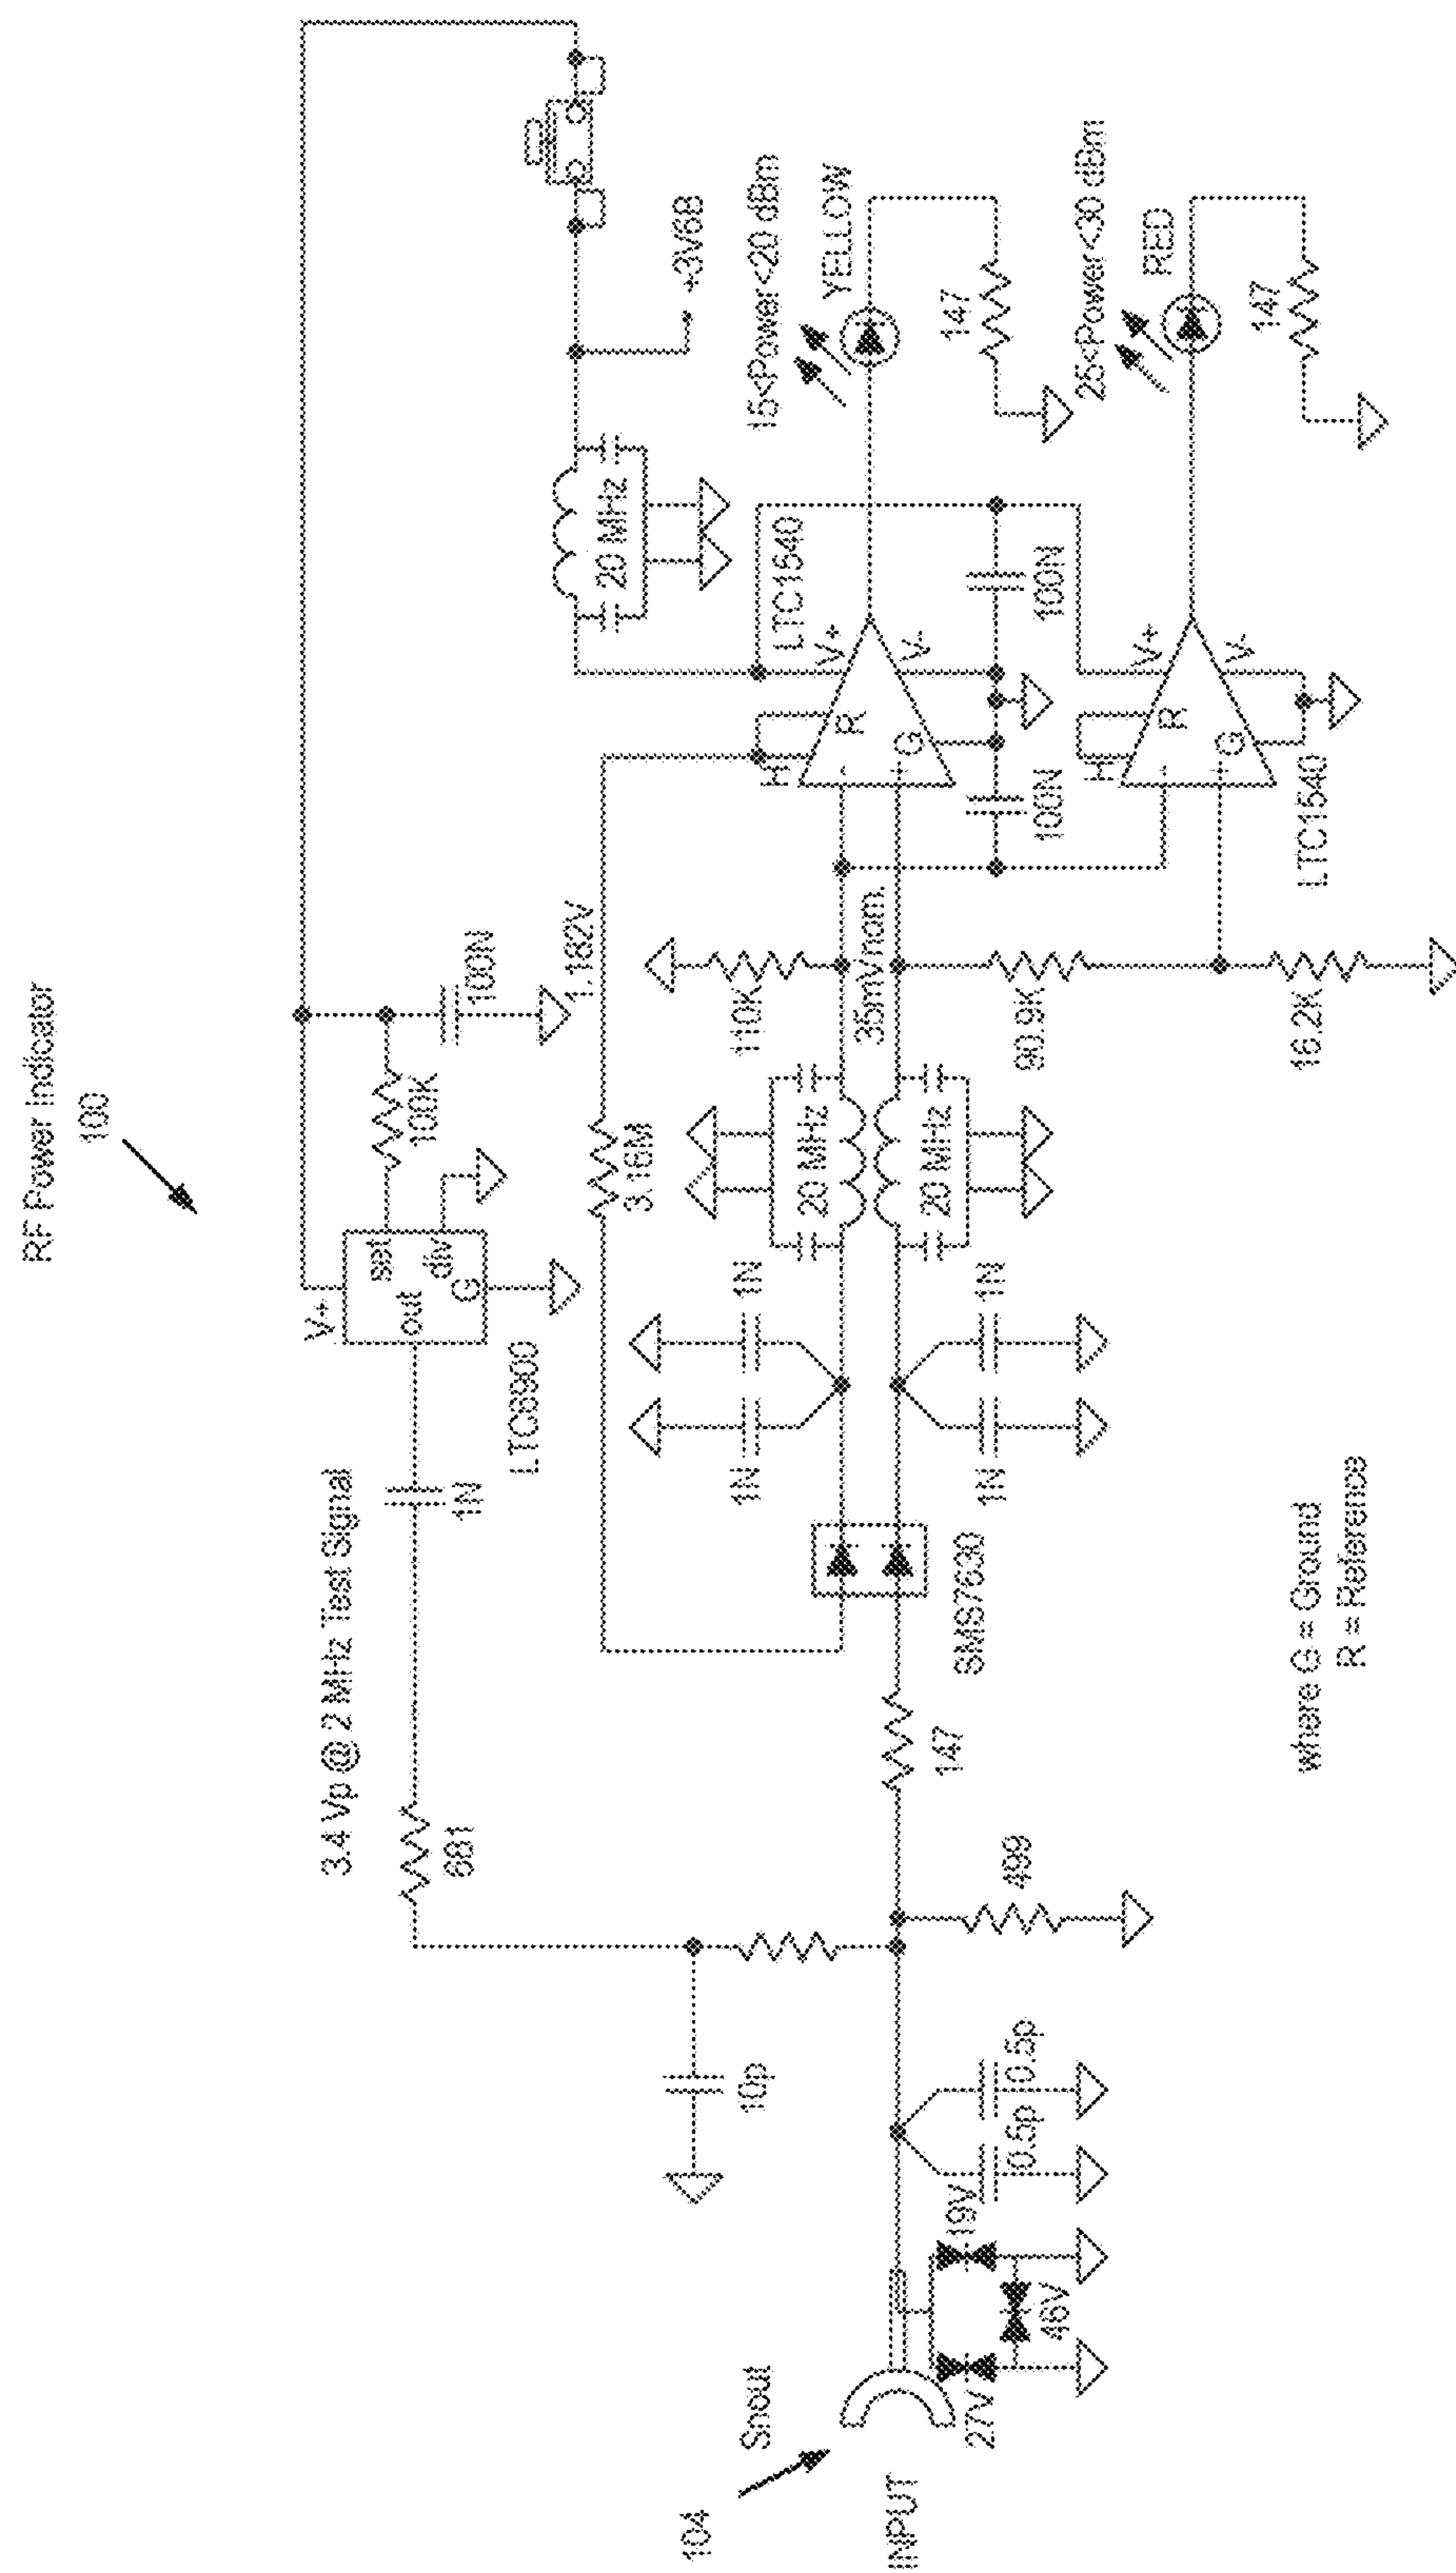 RF Power Indicator
100
3.4 Vp @ 2 MHz Test Signal
681
1N
V+
out
set
div
G
LTC6900
100K
100N
1.182V
3.16M
20 MHz
+3V6B
10p
499
147
SMS7630
1N
1N
1N
1N
20 MHz
20 MHz
110K
35mV nom.
90.9K
16.2K
H
R
V+
LTC1540
-
+
G
V-
100N
100N
15<Power<20 dBm
YELLOW
147
H
R
V+
-
+
G
V-
LTC1540
25<Power<30 dBm
RED
147
104
Snout
INPUT
27V
19V
46V
0.5p
0.5p
where G = Ground
R = Reference